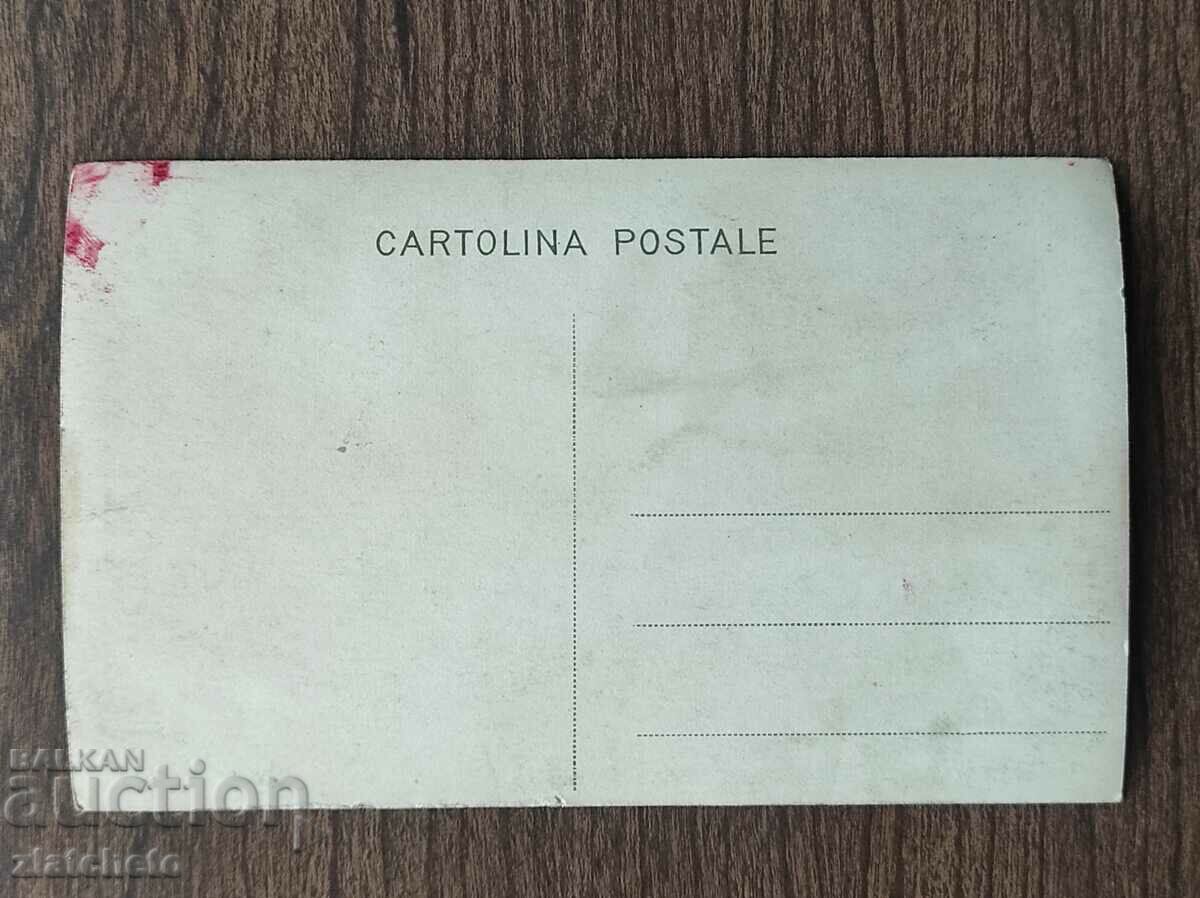 CARTOLINA POSTALE
BALKAN
auction
zlatcheto